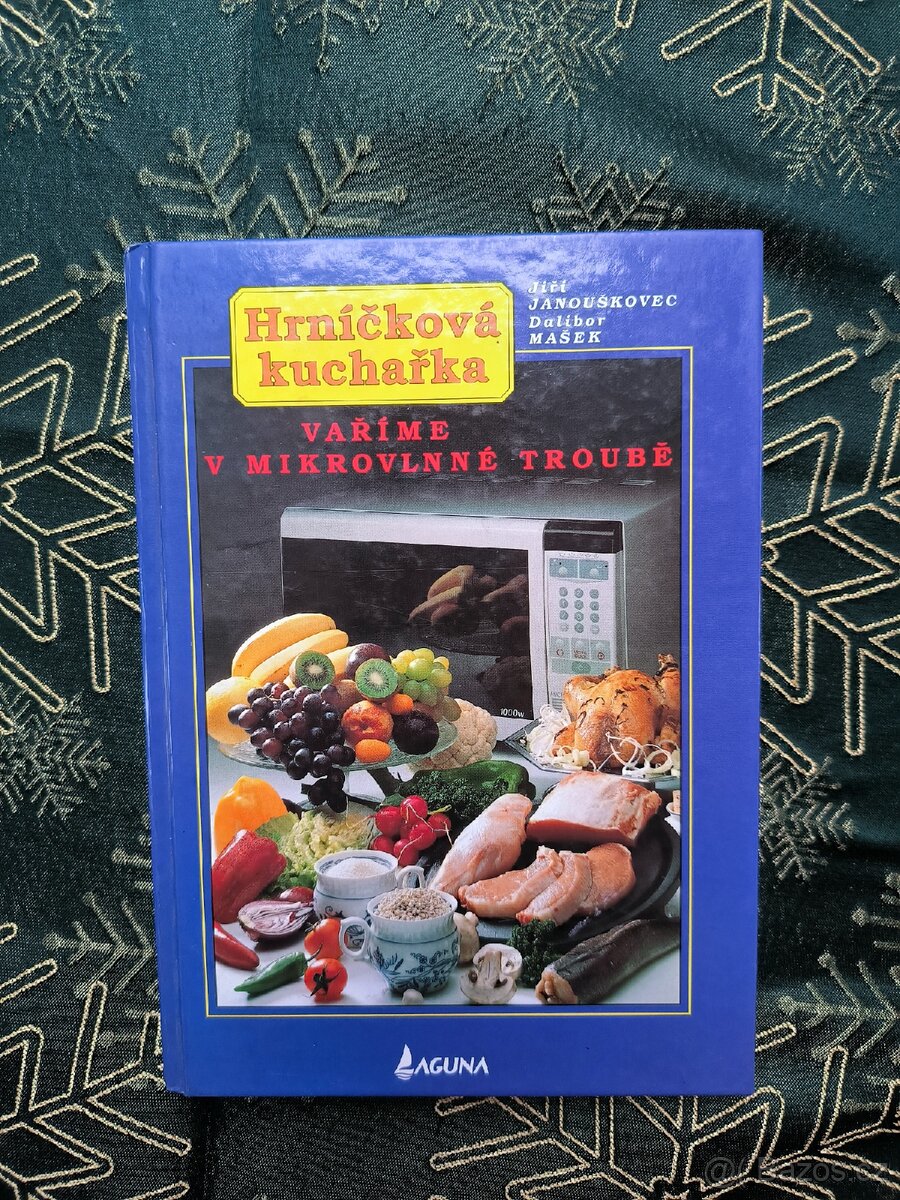 Jiří
JANOUŠKOVEC
Dalibor
MAŠEK
Hrníčková
kuchařka
VAŘÍME
V MIKROVLNNÉ TROUBĚ
1000W
LAGUNA